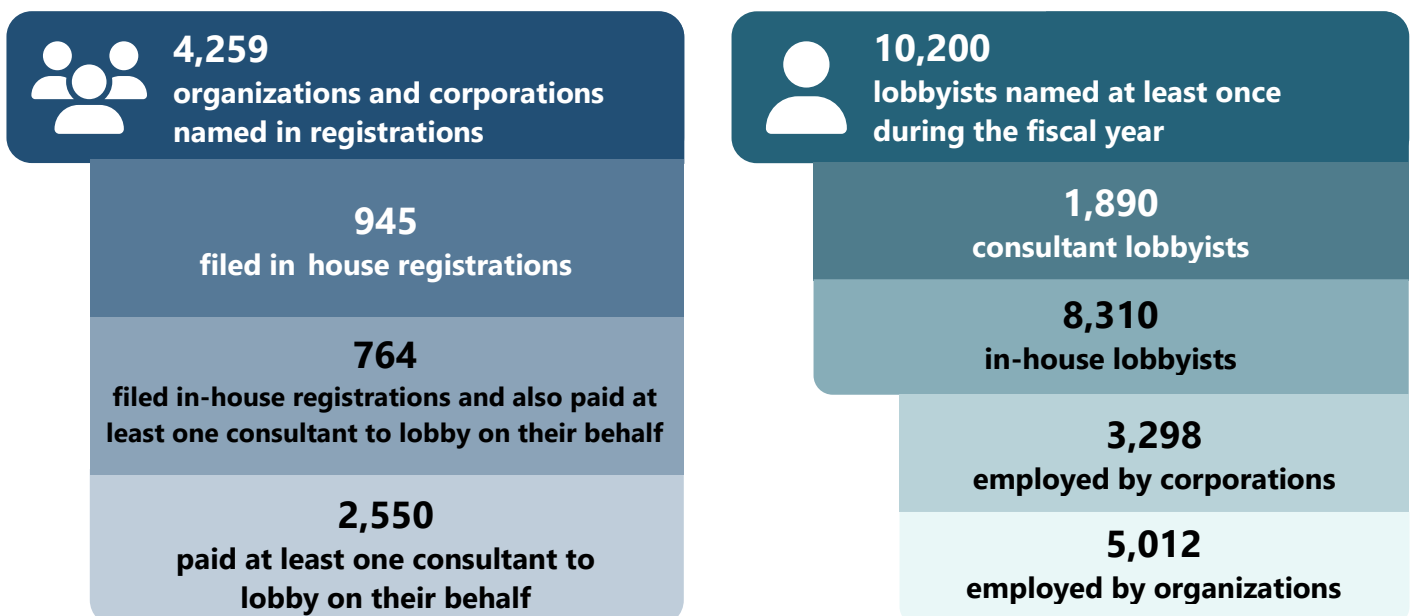 4,259
organizations and corporations
named in registrations
945
filed in house registrations
764
filed in-house registrations and also paid at
least one consultant to lobby on their behalf
2,550
paid at least one consultant to
lobby on their behalf
10,200
lobbyists named at least once
during the fiscal year
1,890
consultant lobbyists
8,310
in-house lobbyists
3,298
employed by corporations
5,012
employed by organizations